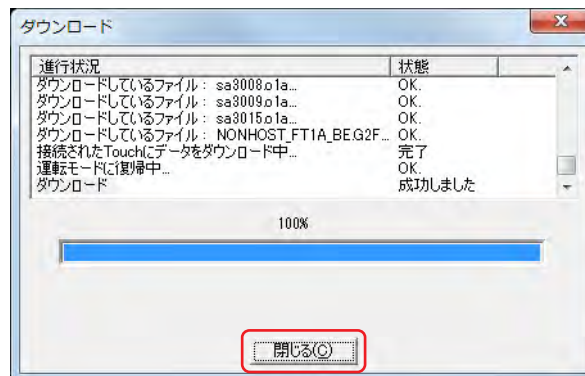 ダウンロード
進行状況 状態
ダウンロードしているファイル： sa3008.o1a... OK.
ダウンロードしているファイル： sa3009.o1a... OK.
ダウンロードしているファイル： sa3015.o1a... OK.
ダウンロードしているファイル： NONHOST_FT1A_BE.G2F... OK.
接続されたTouchにデータをダウンロード中... 完了
運転モードに復帰中... OK.
ダウンロード 成功しました
100%
閉じる(C)